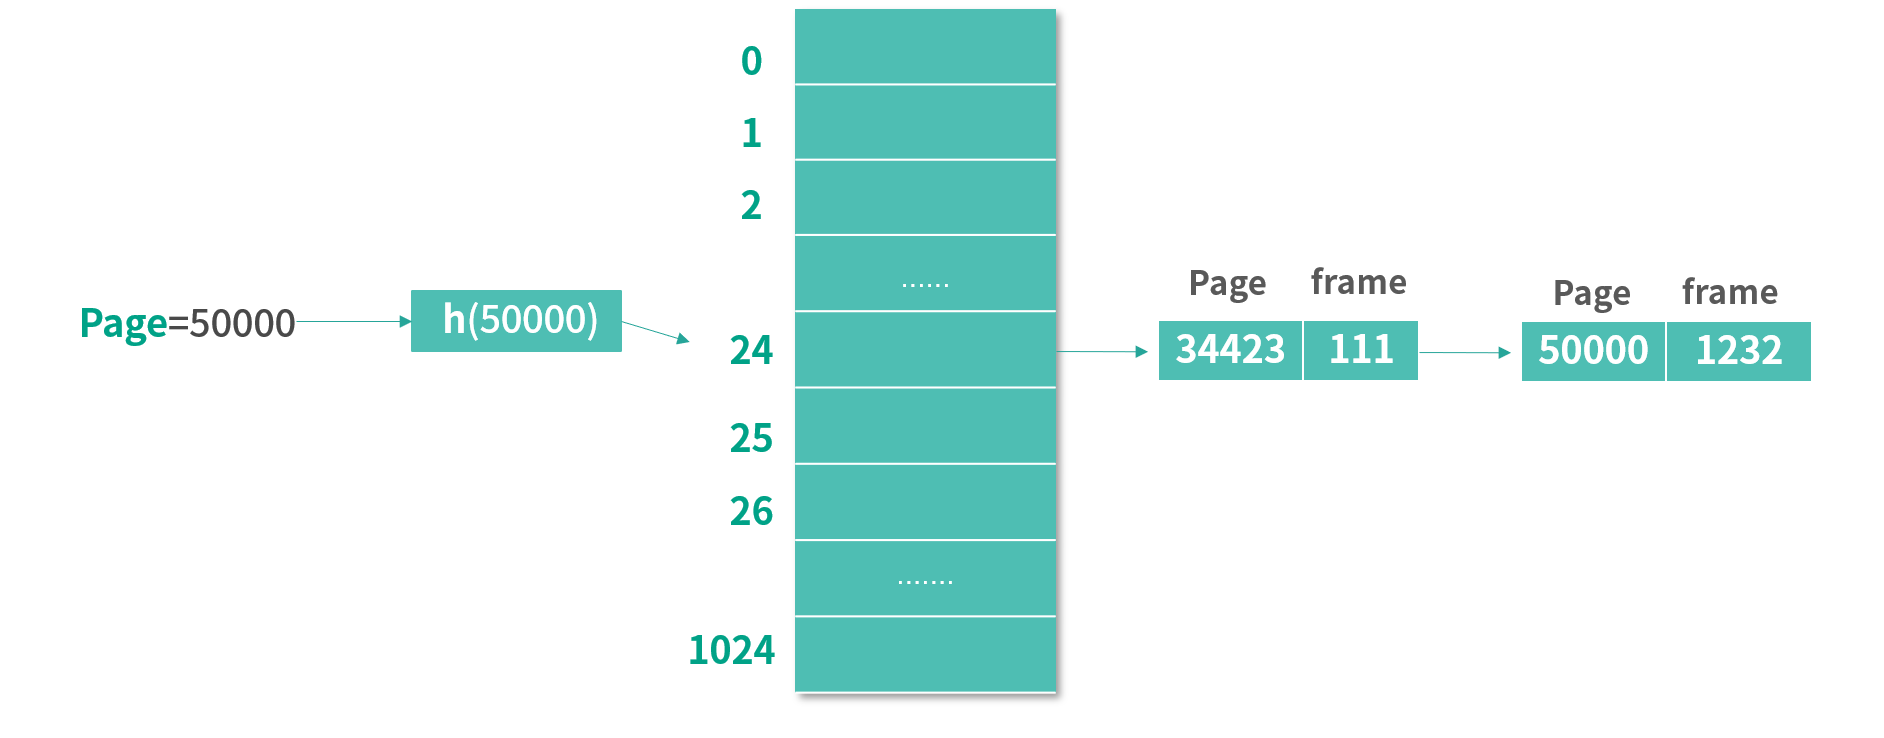 0
1
2
......
Page frame
Page frame
Page=50000
h(50000)
24
34423 111
50000 1232
25
26
.......
1024